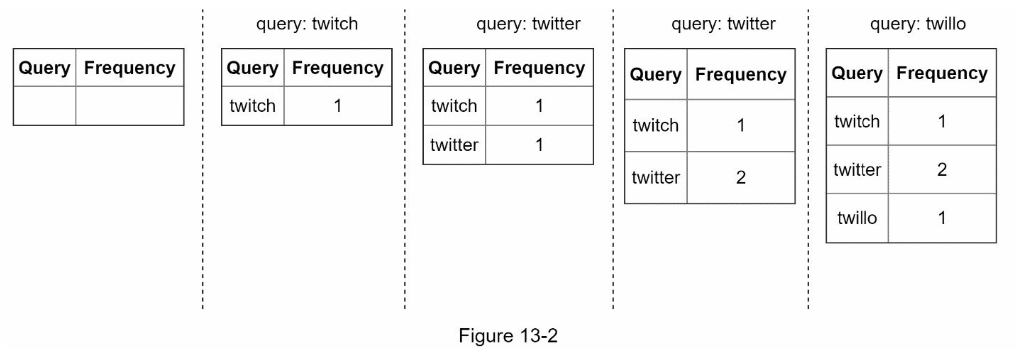 query: twitch
query: twitter
query: twitter
query: twillo
Query Frequency
Query Frequency
twitch 1
Query Frequency
twitch 1
twitter 1
Query Frequency
twitch 1
twitter 2
Query Frequency
twitch 1
twitter 2
twillo 1
Figure 13-2